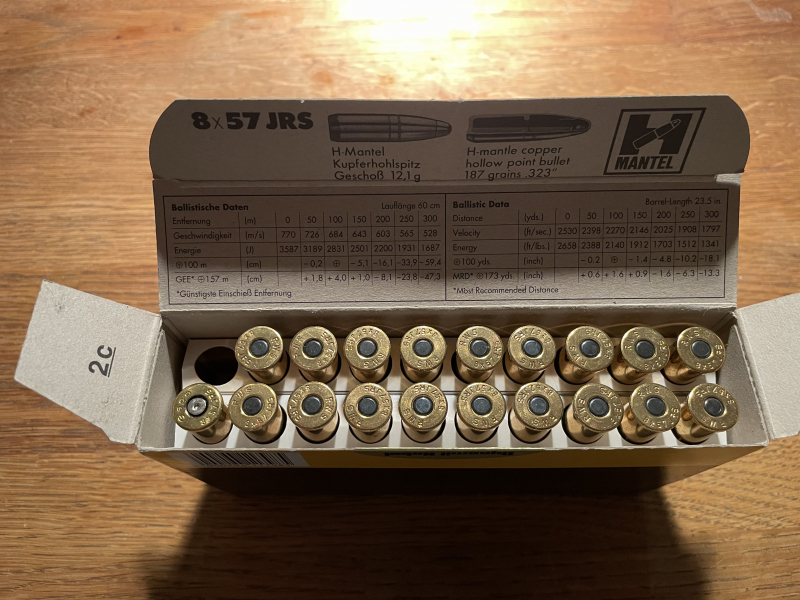 8x57 JRS
H-Mantel
Kupferhohlspitz
Geschoß 12,1 g
H-mantle copper
hollow point bullet
187 grains .323"
H
MANTEL
Ballistische Daten Lauflänge 60 cm
Entfernung (m) 0 50 100 150 200 250 300
Geschwindigkeit (m/s) 770 726 684 643 603 565 528
Energie (J) 3587 3189 2831 2501 2200 1931 1687
⊕100 m (cm) –0,2 ⊕ –5,1 –16,1 –33,9 –59,4
GEE* ⊕157 m (cm) +1,8 +4,0 +1,0 –8,1 –23,8 –47,3
*Günstigste Einschieß Entfernung
Ballistic Data Barrel-Length 23.5 in
Distance (yds.) 0 50 100 150 200 250 300
Velocity (ft/sec.) 2530 2398 2270 2146 2025 1908 1797
Energy (ft/lbs.) 2658 2388 2140 1912 1703 1512 1341
⊕100 yds (inch) –0.2 ⊕ –1.4 –4.8 –10.2 –18.1
MRD* ⊕173 yds (inch) +0.6 +1.6 +0.9 –1.6 –6.3 –13.3
*Mbst Recommended Distance
2c
Dynamit Nobel